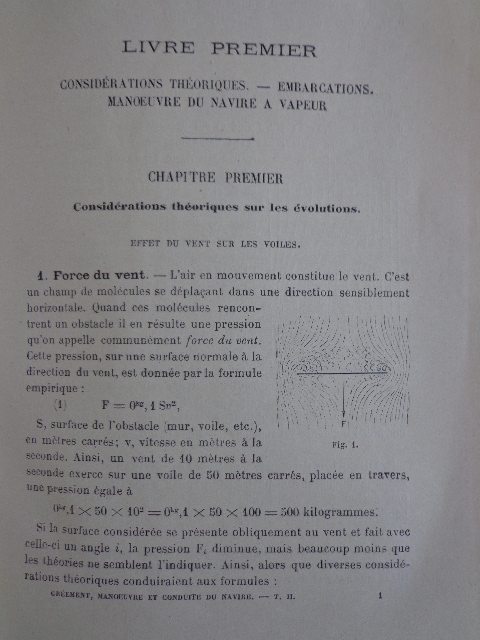 LIVRE PREMIER
CONSIDÉRATIONS THÉORIQUES. — EMBARCATIONS.
MANŒUVRE DU NAVIRE A VAPEUR
CHAPITRE PREMIER
Considérations théoriques sur les évolutions.
EFFET DU VENT SUR LES VOILES.
1. Force du vent. — L'air en mouvement constitue le vent. C'est
un champ de molécules se déplaçant dans une direction sensiblement
horizontale. Quand ces molécules rencon-
trent un obstacle il en résulte une pression
qu'on appelle communément force du vent.
Cette pression, sur une surface normale à la
direction du vent, est donnée par la formule
empirique :
(1) F = 0kg,1 Sv²,
S, surface de l'obstacle (mur, voile, etc.),
en mètres carrés; v, vitesse en mètres à la
seconde. Ainsi, un vent de 10 mètres à la
seconde exerce sur une voile de 50 mètres carrés, placée en travers,
une pression égale à
0kg,1 × 50 × 10² = 0kg,1 × 50 × 100 = 500 kilogrammes.
Si la surface considérée se présente obliquement au vent et fait avec
celle-ci un angle i, la pression F, diminue, mais beaucoup moins que
les théories ne semblent l'indiquer. Ainsi, alors que diverses considé-
rations théoriques conduiraient aux formules :
GRÉEMENT, MANŒUVRE ET CONDUITE DU NAVIRE. — T. II. 1
F
Fig. 1.